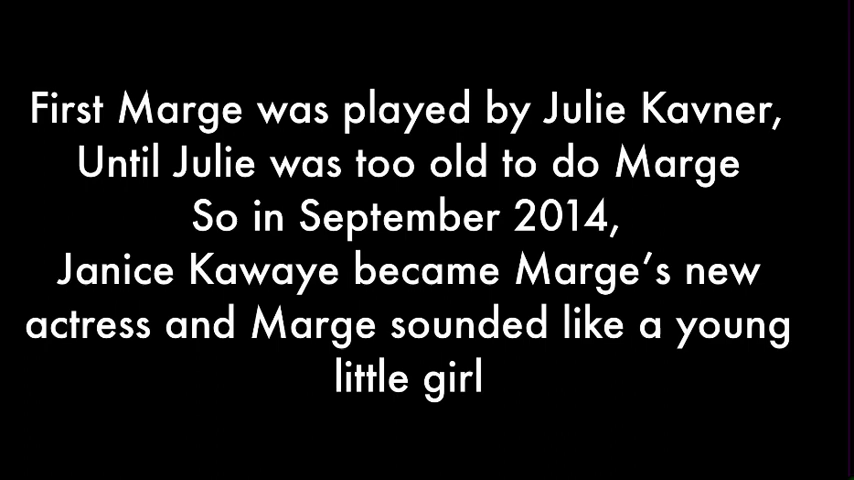 First Marge was played by Julie Kavner,
Until Julie was too old to do Marge
So in September 2014,
Janice Kawaye became Marge’s new
actress and Marge sounded like a young
little girl